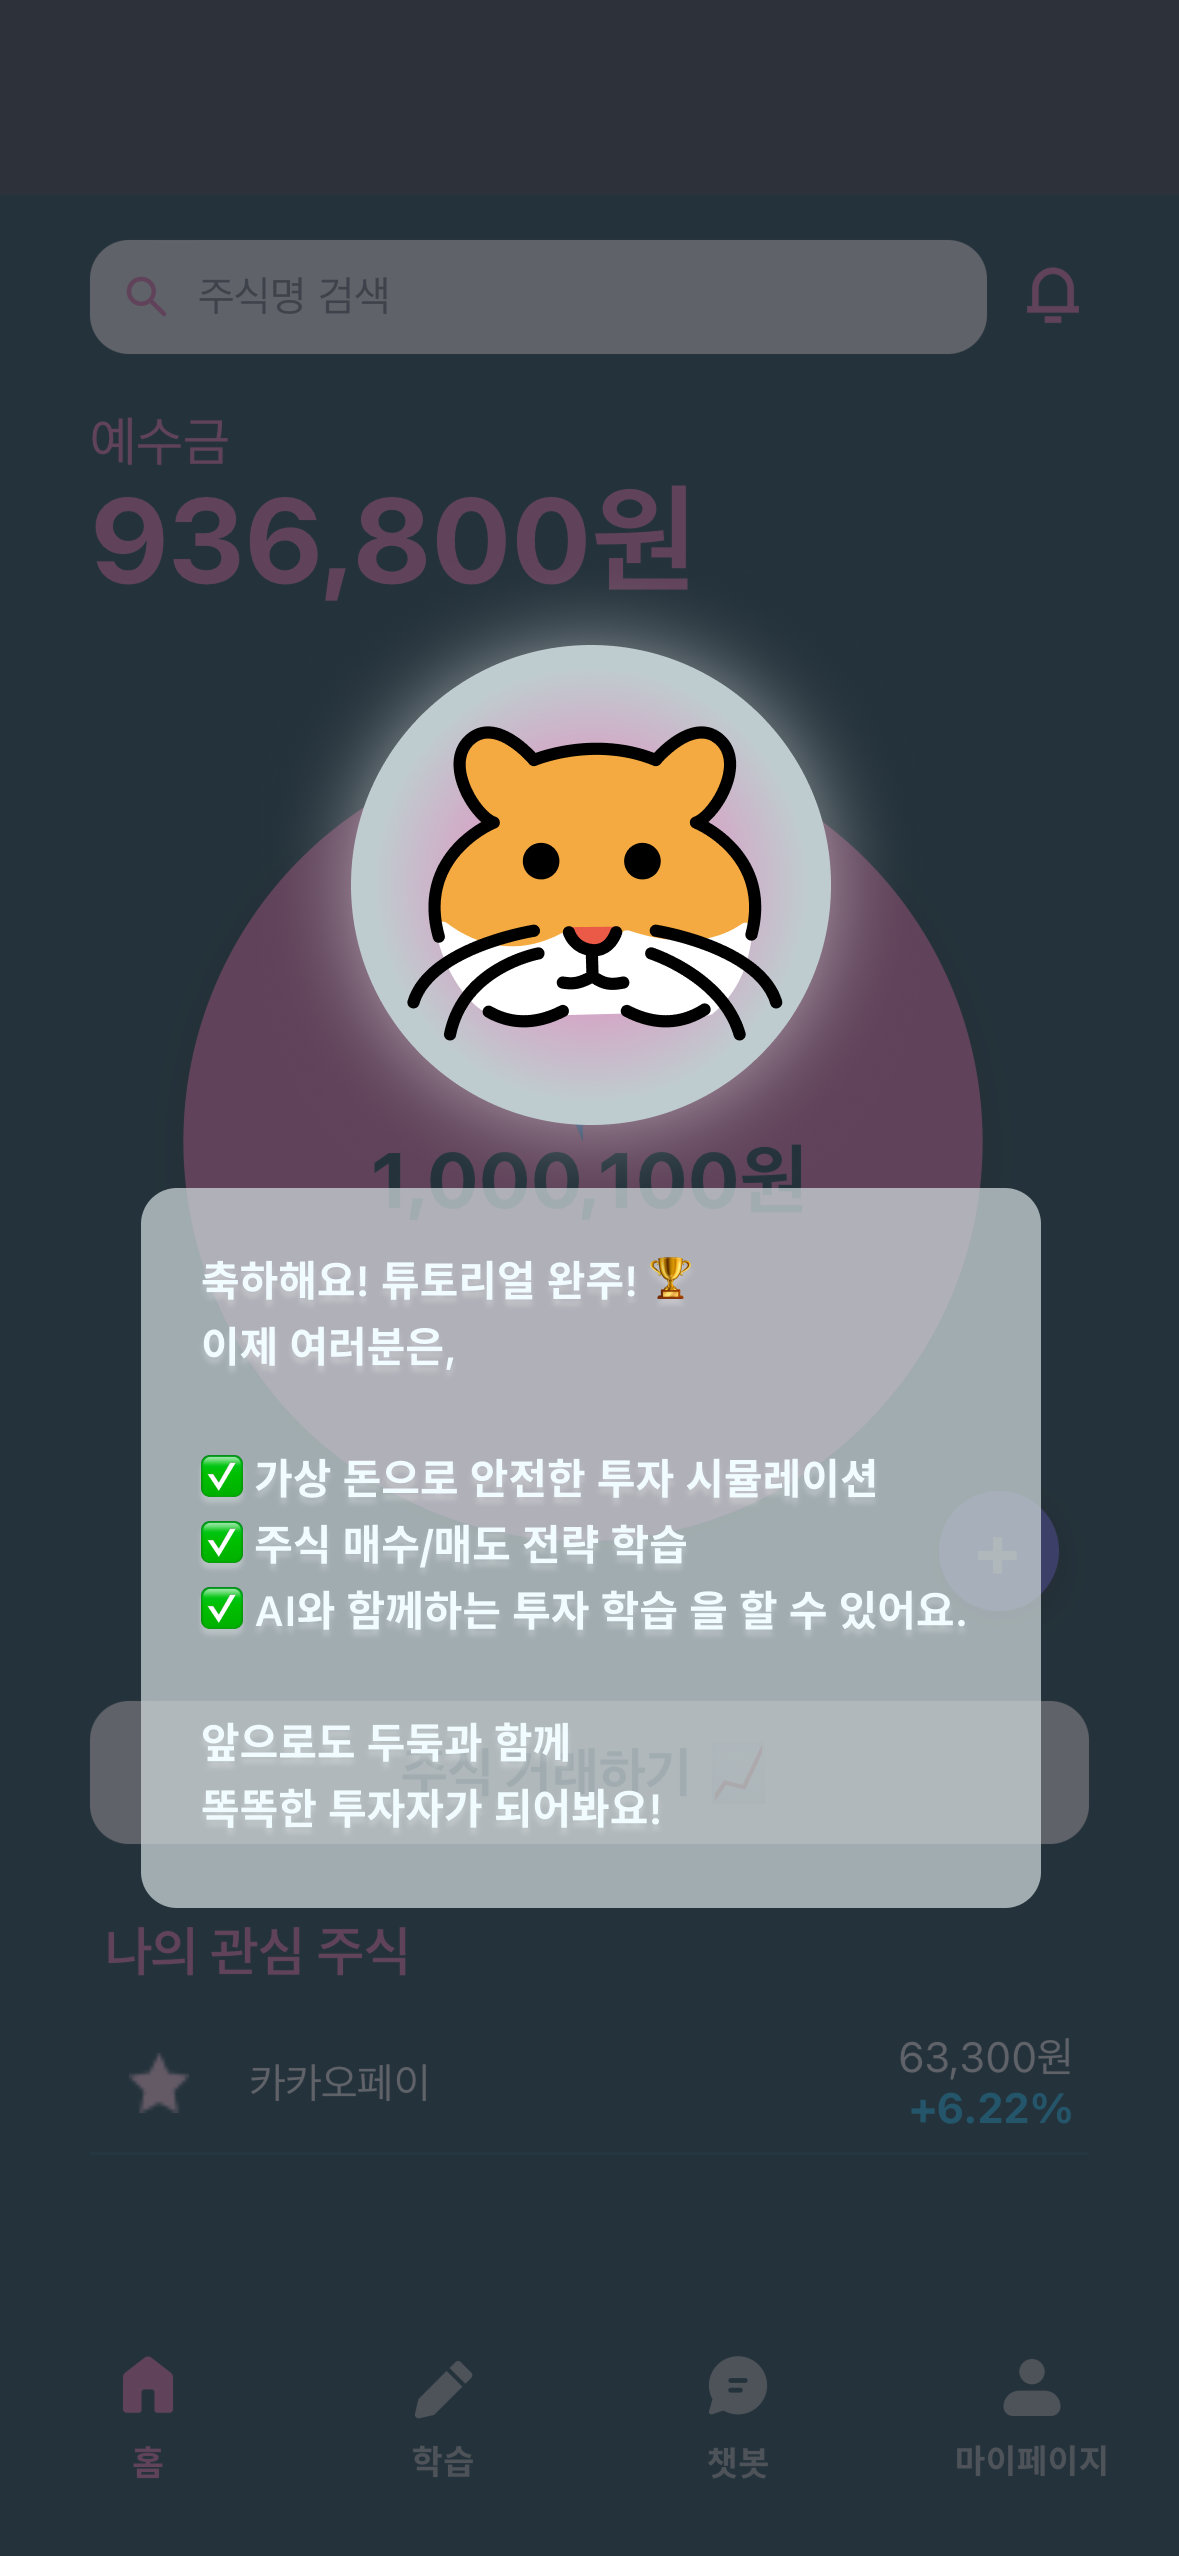 주식명 검색
예수금
936,800원
1,000,100원
축하해요! 튜토리얼 완주! 🏆
이제 여러분은,
✅ 가상 돈으로 안전한 투자 시뮬레이션
✅ 주식 매수/매도 전략 학습
✅ AI와 함께하는 투자 학습 을 할 수 있어요.
+
앞으로도 두둑과 함께
주식 거래하기 📈
똑똑한 투자자가 되어봐요!
나의 관심 주식
카카오페이
63,300원
+6.22%
홈
학습
챗봇
마이페이지